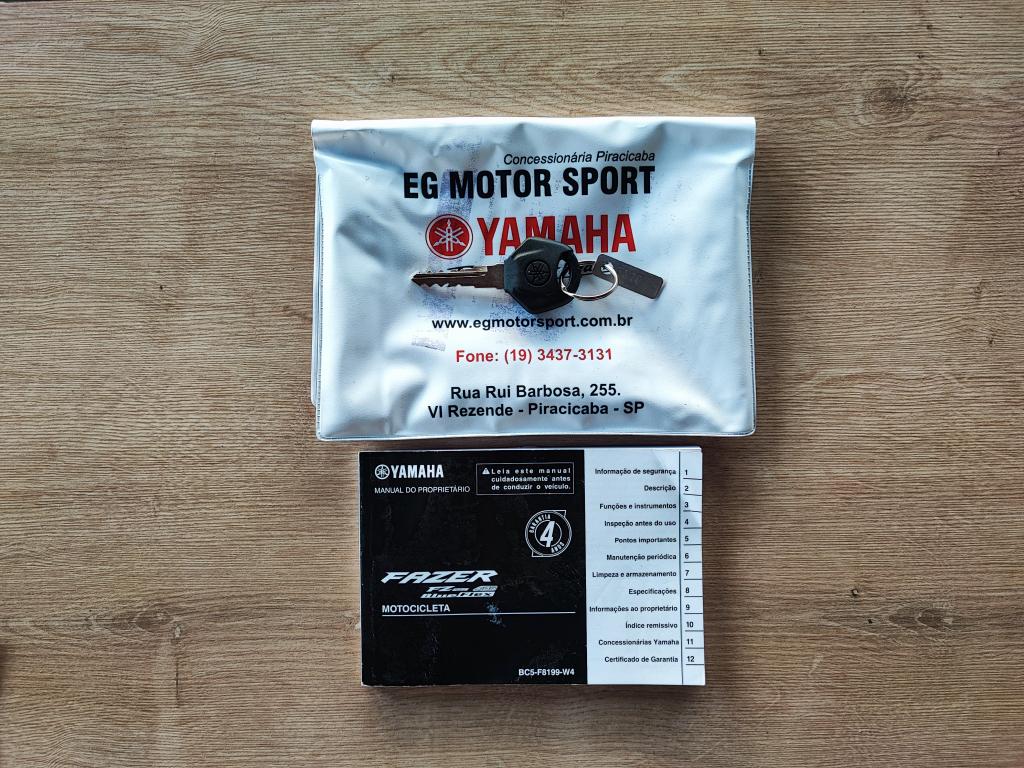 Concessionária Piracicaba
EG MOTOR SPORT
YAMAHA
www.egmotorsport.com.br
Fone: (19) 3437-3131
Rua Rui Barbosa, 255.
VI Rezende - Piracicaba - SP
YAMAHA
MANUAL DO PROPRIETÁRIO
Leia este manual
cuidadosamente antes
de conduzir o veículo.
GARANTIA
4
ANOS
FAZER
BlueFlex
MOTOCICLETA
BC5-F8199-W4
Informação de segurança 1
Descrição 2
Funções e instrumentos 3
Inspeção antes do uso 4
Pontos importantes 5
Manutenção periódica 6
Limpeza e armazenamento 7
Especificações 8
Informações ao proprietário 9
Índice remissivo 10
Concessionárias Yamaha 11
Certificado de Garantia 12